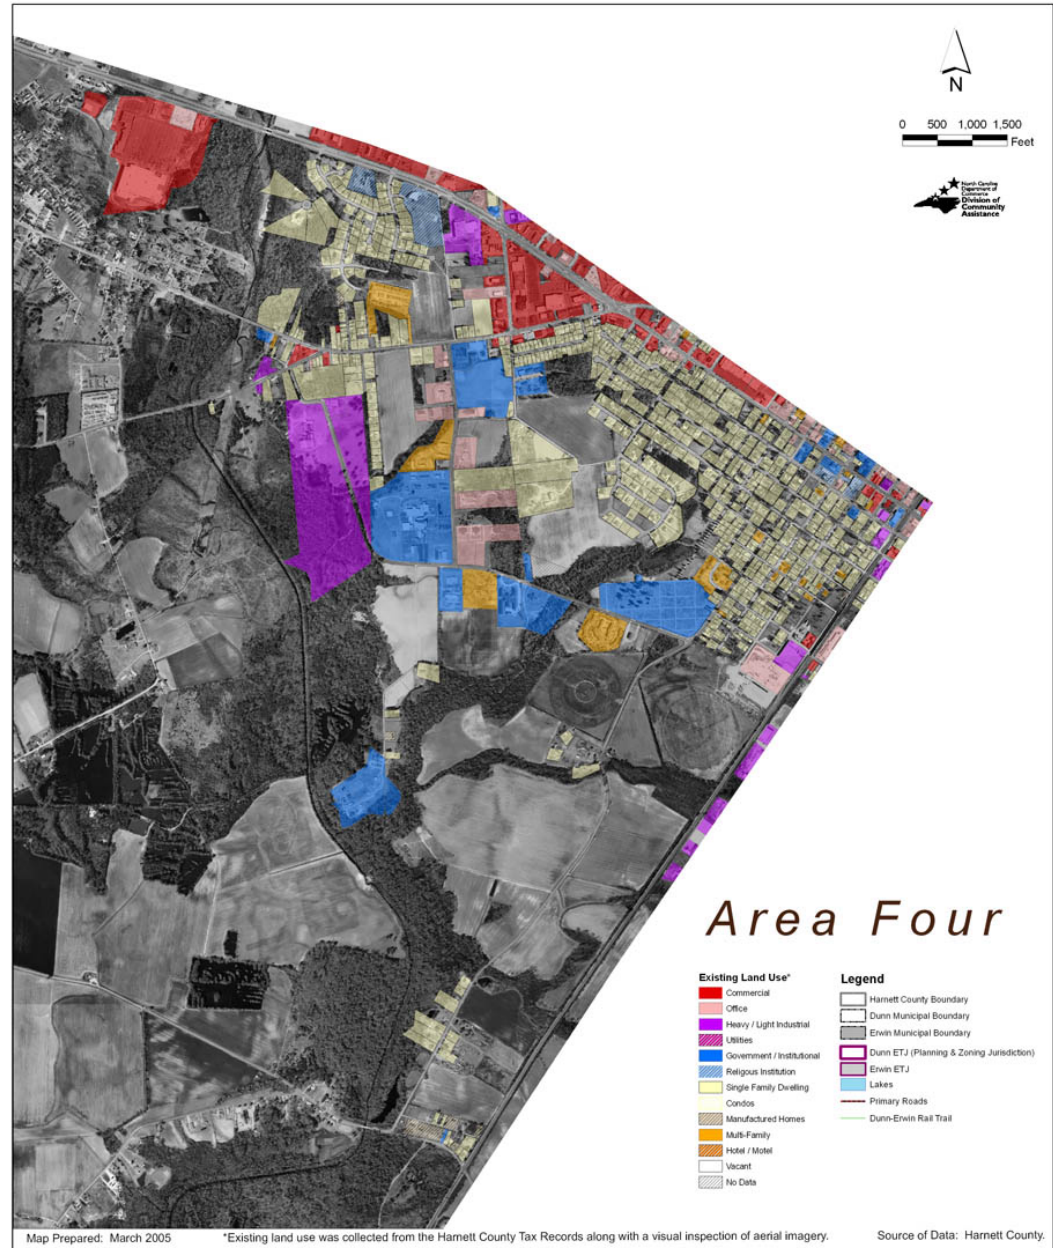 N
0 500 1,000 1,500
Feet
North Carolina
Department of
Commerce
Division of
Community
Assistance
Area Four
Existing Land Use*
Commercial
Office
Heavy / Light Industrial
Utilities
Government / Institutional
Religous Institution
Single Family Dwelling
Condos
Manufactured Homes
Multi-Family
Hotel / Motel
Vacant
No Data
Legend
Harnett County Boundary
Dunn Municipal Boundary
Erwin Municipal Boundary
Dunn ETJ (Planning & Zoning Jurisdiction)
Erwin ETJ
Lakes
Primary Roads
Dunn-Erwin Rail Trail
Map Prepared: March 2005
*Existing land use was collected from the Harnett County Tax Records along with a visual inspection of aerial imagery.
Source of Data: Harnett County.